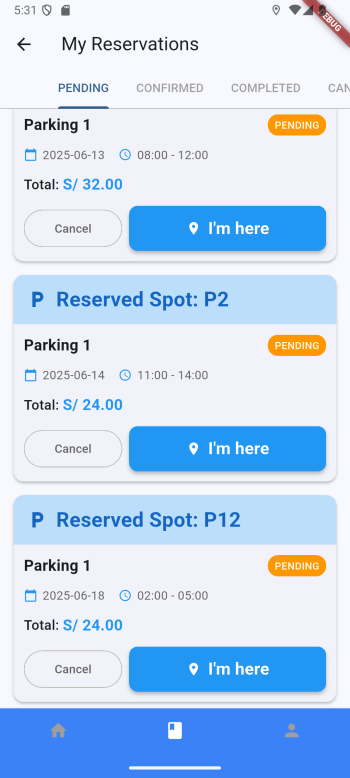 5:31
DEBUG
My Reservations
PENDING CONFIRMED COMPLETED CAN
Parking 1 PENDING
2025-06-13 08:00 - 12:00
Total: S/ 32.00
Cancel I'm here
P Reserved Spot: P2
Parking 1 PENDING
2025-06-14 11:00 - 14:00
Total: S/ 24.00
Cancel I'm here
P Reserved Spot: P12
Parking 1 PENDING
2025-06-18 02:00 - 05:00
Total: S/ 24.00
Cancel I'm here